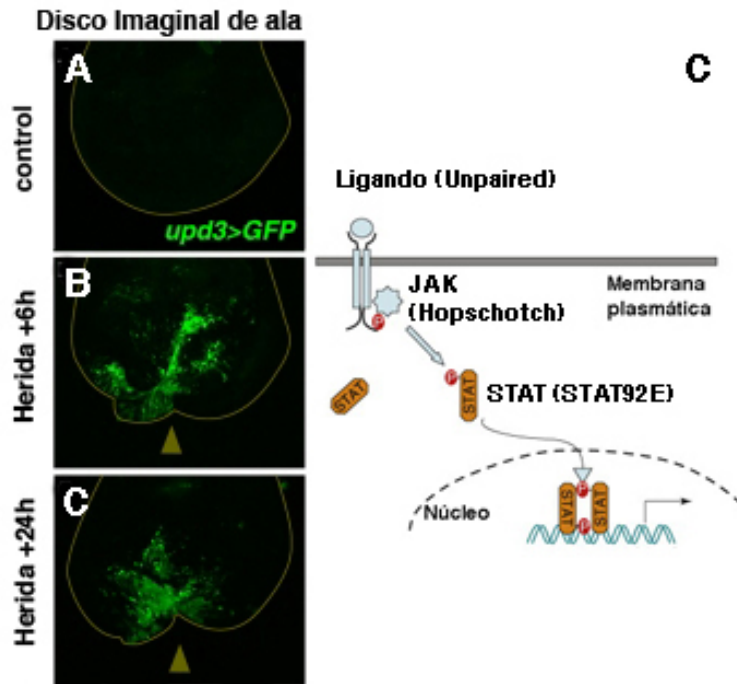 Disco Imaginal de ala
A
control
upd3>GFP
B
Herida +6h
C
Herida +24h
C
Ligando (Unpaired)
JAK
(Hopschotch)
Membrana
plasmática
P
P
STAT
STAT
STAT (STAT92E)
Núcleo
P
STAT
STAT
P